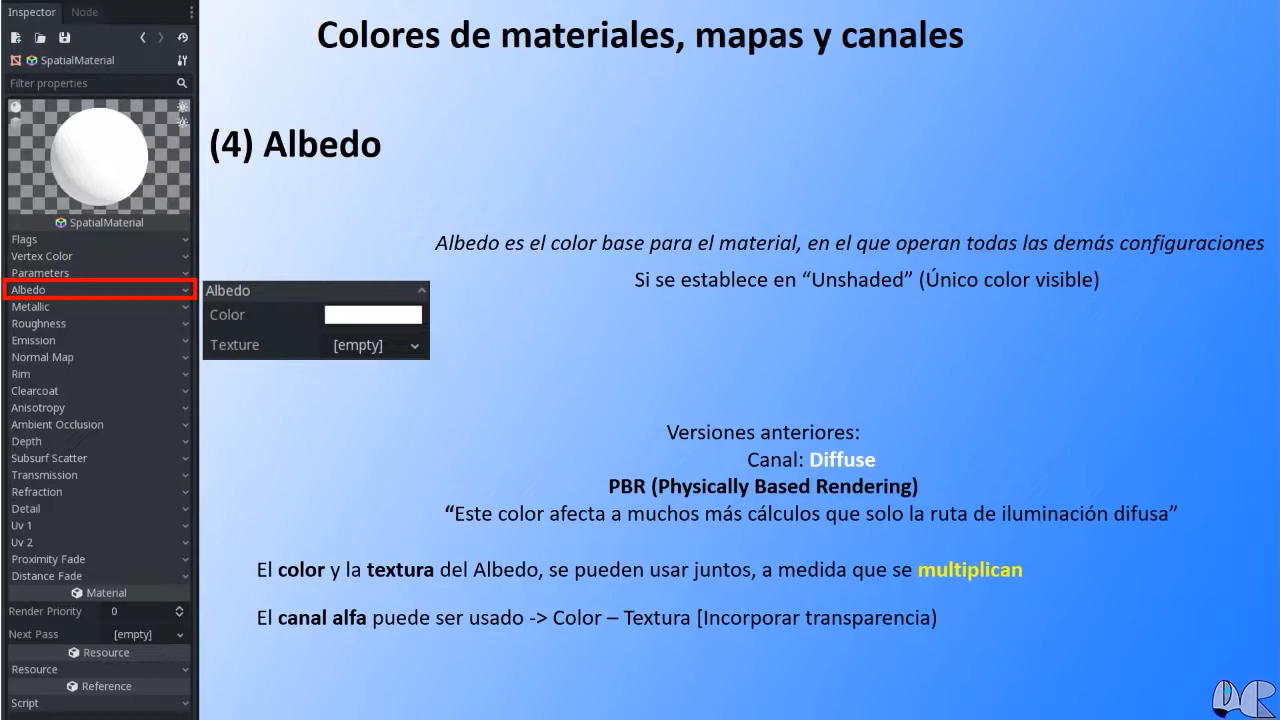 Inspector Node
SpatialMaterial
Filter properties
SpatialMaterial
Flags
Vertex Color
Parameters
Albedo
Metallic
Roughness
Emission
Normal Map
Rim
Clearcoat
Anisotropy
Ambient Occlusion
Depth
Subsurf Scatter
Transmission
Refraction
Detail
Uv 1
Uv 2
Proximity Fade
Distance Fade
Material
Render Priority 0
Next Pass [empty]
Resource
Resource
Reference
Script
Colores de materiales, mapas y canales
(4) Albedo
Albedo es el color base para el material, en el que operan todas las demás configuraciones
Si se establece en “Unshaded” (Único color visible)
Albedo
Color
Texture [empty]
Versiones anteriores:
Canal: Diffuse
PBR (Physically Based Rendering)
“Este color afecta a muchos más cálculos que solo la ruta de iluminación difusa”
El color y la textura del Albedo, se pueden usar juntos, a medida que se multiplican
El canal alfa puede ser usado -> Color – Textura [Incorporar transparencia)